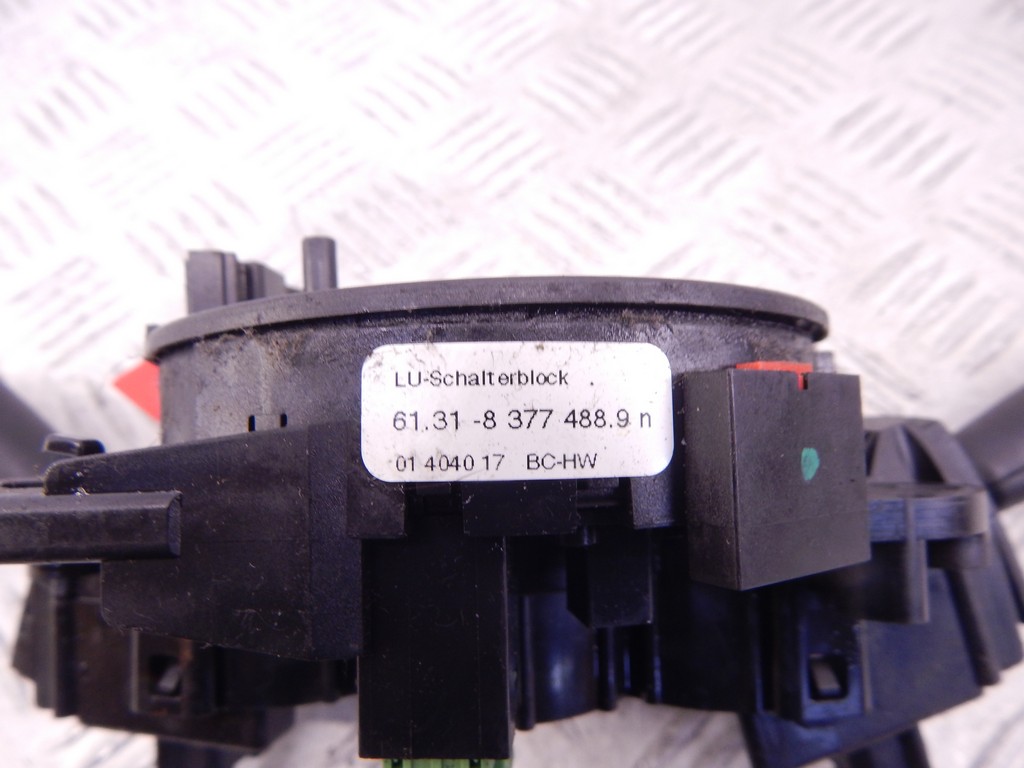 LU-Schalterblock .
61.31 -8 377 488.9 n
01 4040 17 BC-HW